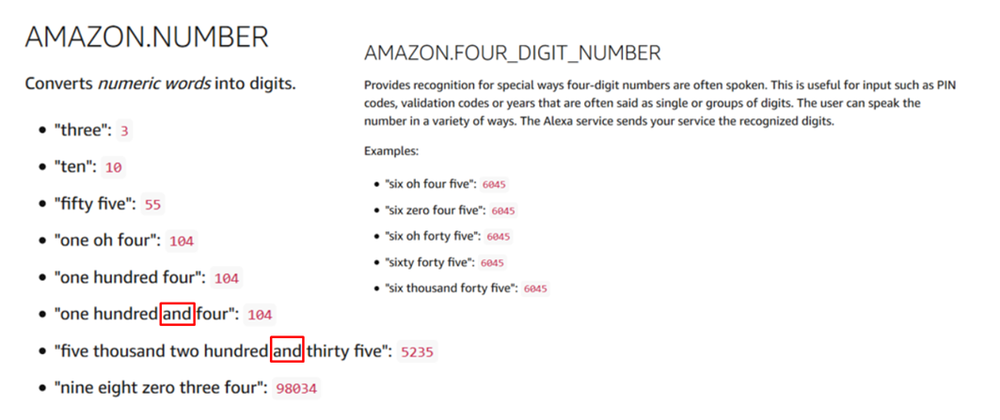 AMAZON.NUMBER
Converts numeric words into digits.
• "three": 3
• "ten": 10
• "fifty five": 55
• "one oh four": 104
• "one hundred four": 104
• "one hundred and four": 104
• "five thousand two hundred and thirty five": 5235
• "nine eight zero three four": 98034
AMAZON.FOUR_DIGIT_NUMBER
Provides recognition for special ways four-digit numbers are often spoken. This is useful for input such as PIN
codes, validation codes or years that are often said as single or groups of digits. The user can speak the
number in a variety of ways. The Alexa service sends your service the recognized digits.
Examples:
• "six oh four five": 6045
• "six zero four five": 6045
• "six oh forty five": 6045
• "sixty forty five": 6045
• "six thousand forty five": 6045